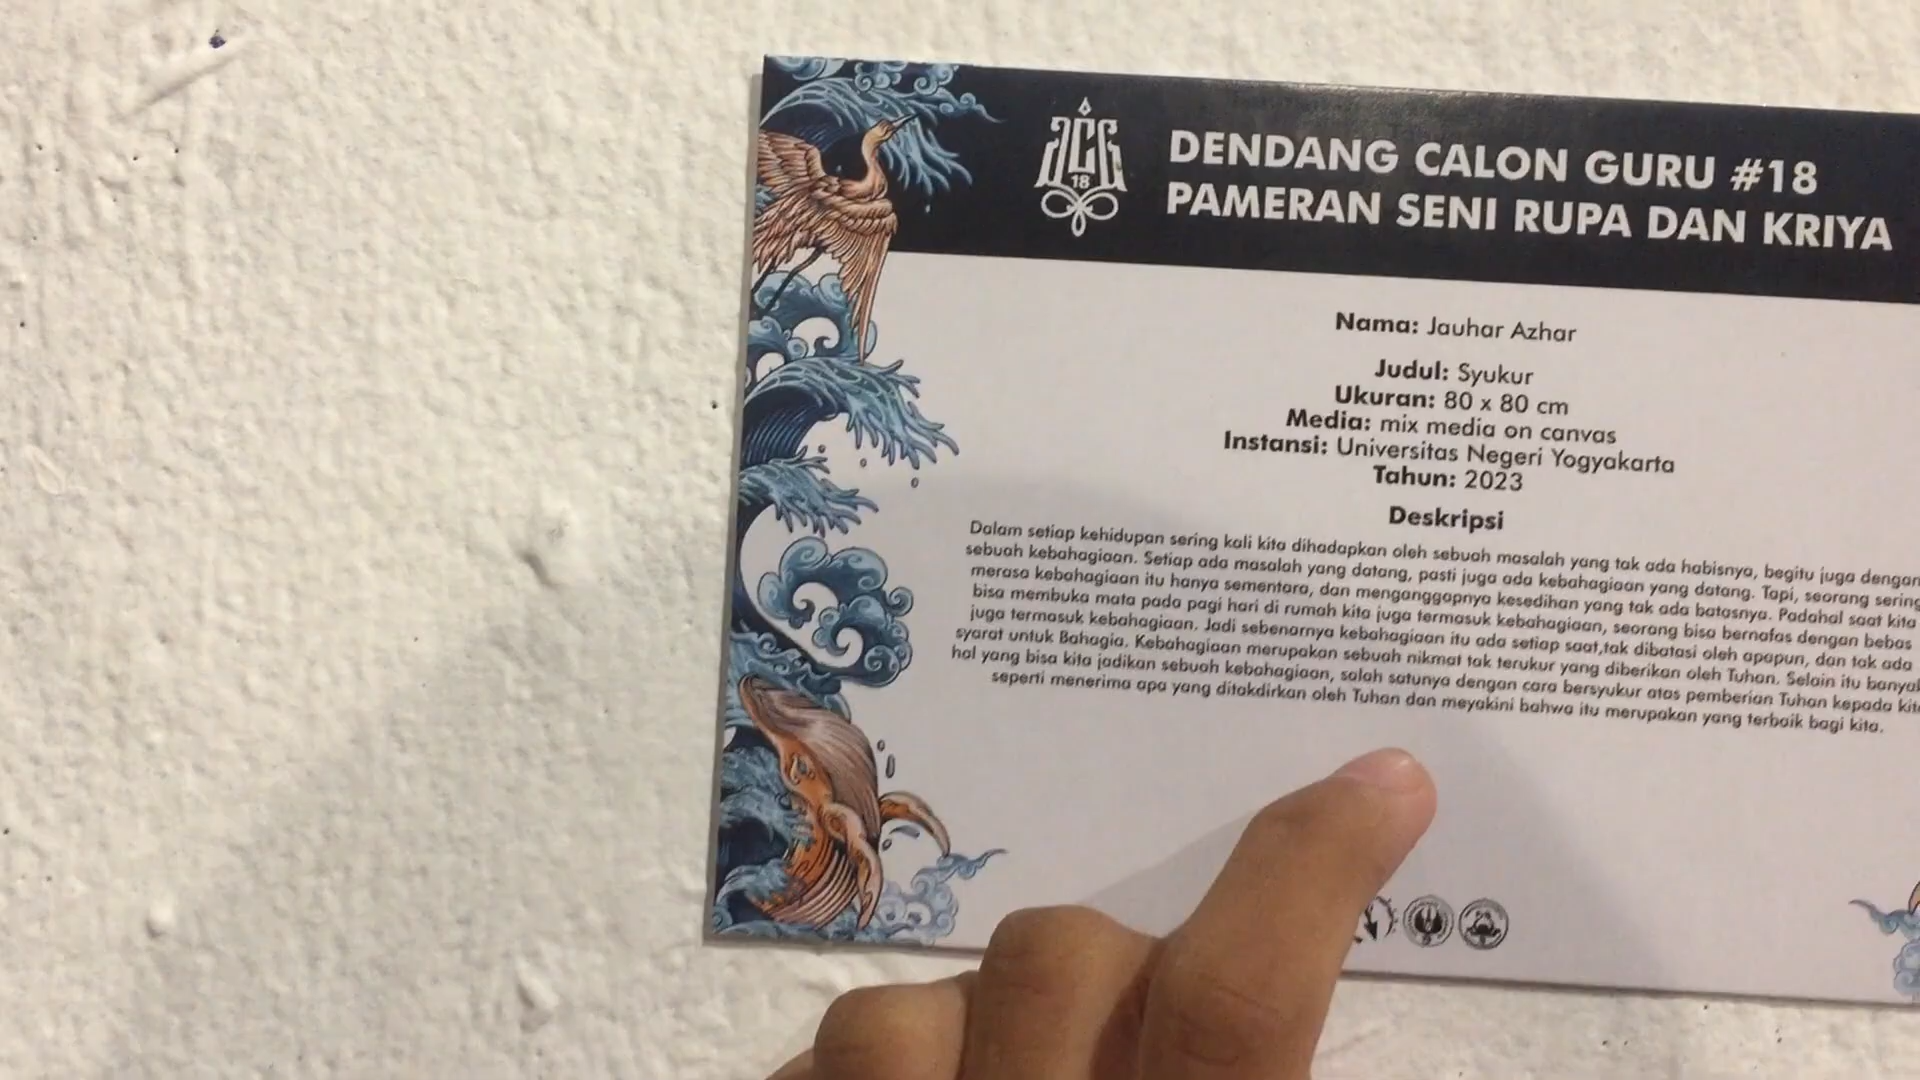 DCG
18
DENDANG CALON GURU #18
PAMERAN SENI RUPA DAN KRIYA
Nama: Jauhar Azhar
Judul: Syukur
Ukuran: 80 x 80 cm
Media: mix media on canvas
Instansi: Universitas Negeri Yogyakarta
Tahun: 2023
Deskripsi
Dalam setiap kehidupan sering kali kita dihadapkan oleh sebuah masalah yang tak ada habisnya, begitu juga dengan
sebuah kebahagiaan. Setiap ada masalah yang datang, pasti juga ada kebahagiaan yang datang. Tapi, seorang sering
merasa kebahagiaan itu hanya sementara, dan menganggapnya kesedihan yang tak ada batasnya. Padahal saat kita
bisa membuka mata pada pagi hari di rumah kita juga termasuk kebahagiaan, seorang bisa bernafas dengan bebas
juga termasuk kebahagiaan. Jadi sebenarnya kebahagiaan itu ada setiap saat,tak dibatasi oleh apapun, dan tak ada
syarat untuk Bahagia. Kebahagiaan merupakan sebuah nikmat tak terukur yang diberikan oleh Tuhan. Selain itu banyak
hal yang bisa kita jadikan sebuah kebahagiaan, salah satunya dengan cara bersyukur atas pemberian Tuhan kepada kita
seperti menerima apa yang ditakdirkan oleh Tuhan dan meyakini bahwa itu merupakan yang terbaik bagi kita.